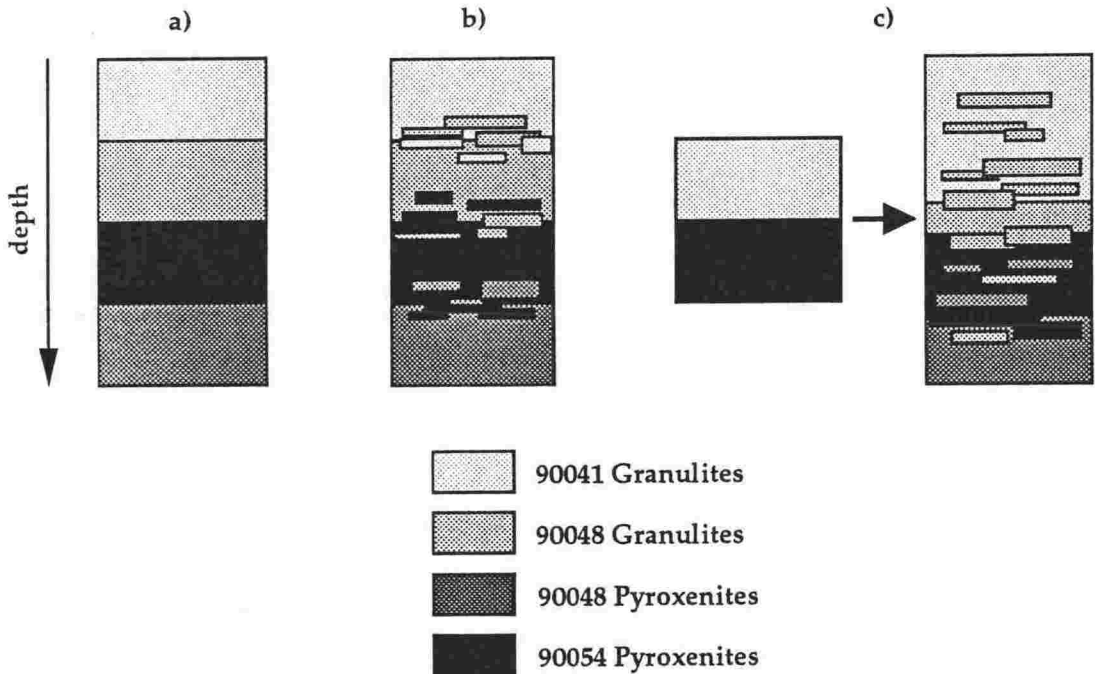 a)
b)
c)
depth
90041 Granulites
90048 Granulites
90048 Pyroxenites
90054 Pyroxenites